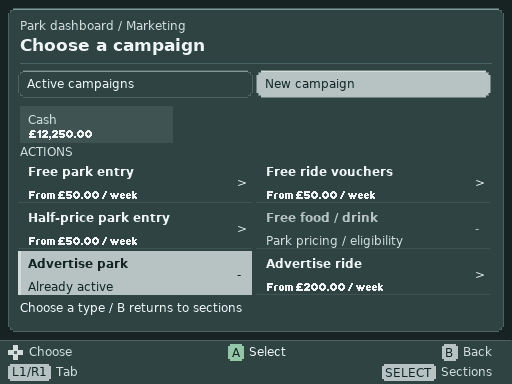 Park dashboard / Marketing
Choose a campaign
Active campaigns
New campaign
Cash
£12,250.00
ACTIONS
Free park entry
From £50.00 / week
>
Free ride vouchers
From £50.00 / week
>
Half-price park entry
From £50.00 / week
>
Free food / drink
Park pricing / eligibility
-
Advertise park
Already active
-
Advertise ride
From £200.00 / week
>
Choose a type / B returns to sections
Choose
A Select
B Back
L1/R1 Tab
SELECT Sections